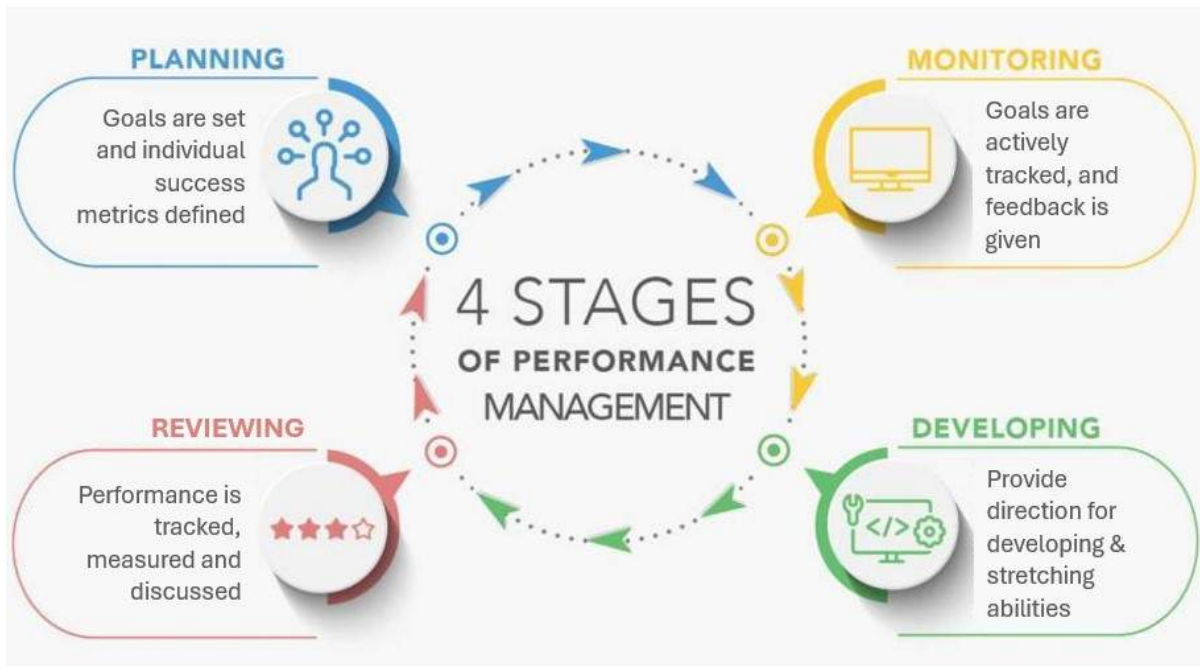 PLANNING
Goals are set
and individual
success
metrics defined
MONITORING
Goals are
actively
tracked, and
feedback is
given
4 STAGES
OF PERFORMANCE
MANAGEMENT
REVIEWING
Performance is
tracked,
measured and
discussed
DEVELOPING
</>
Provide
direction for
developing &
stretching
abilities